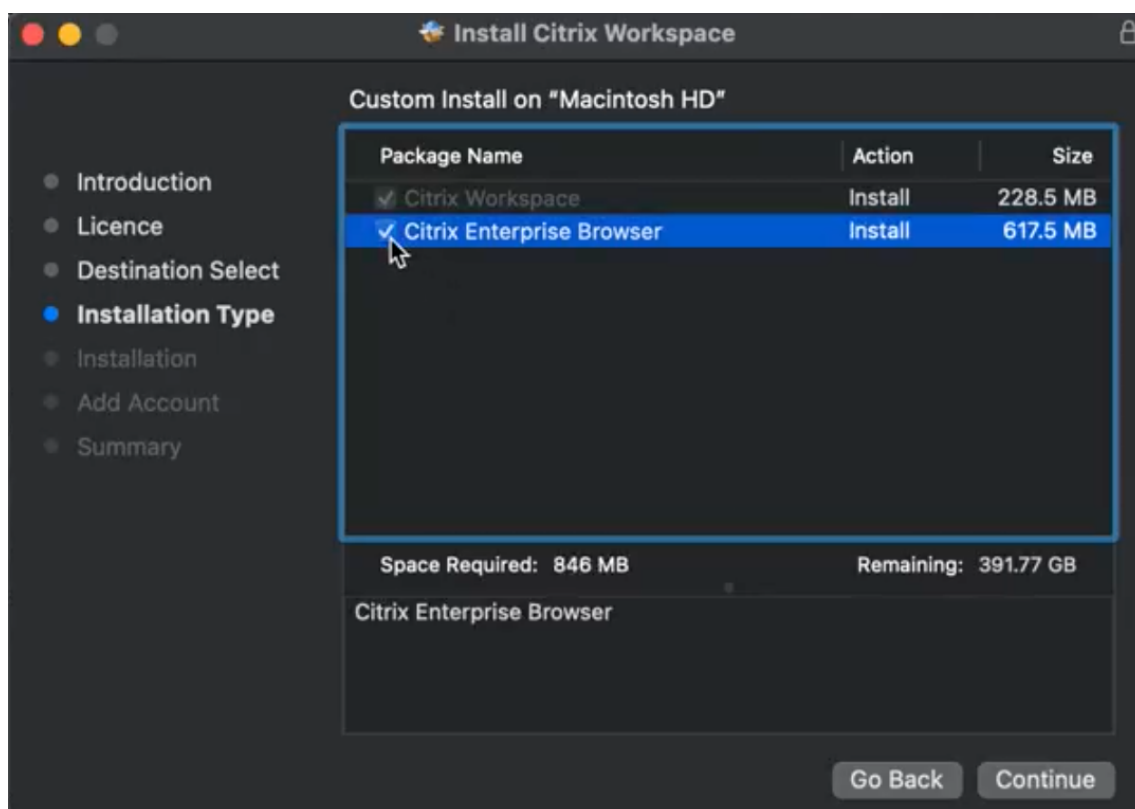 Install Citrix Workspace
Custom Install on “Macintosh HD”
Introduction
Licence
Destination Select
Installation Type
Installation
Add Account
Summary
Package Name Action Size
Citrix Workspace Install 228.5 MB
Citrix Enterprise Browser Install 617.5 MB
Space Required: 846 MB Remaining: 391.77 GB
Citrix Enterprise Browser
Go Back Continue